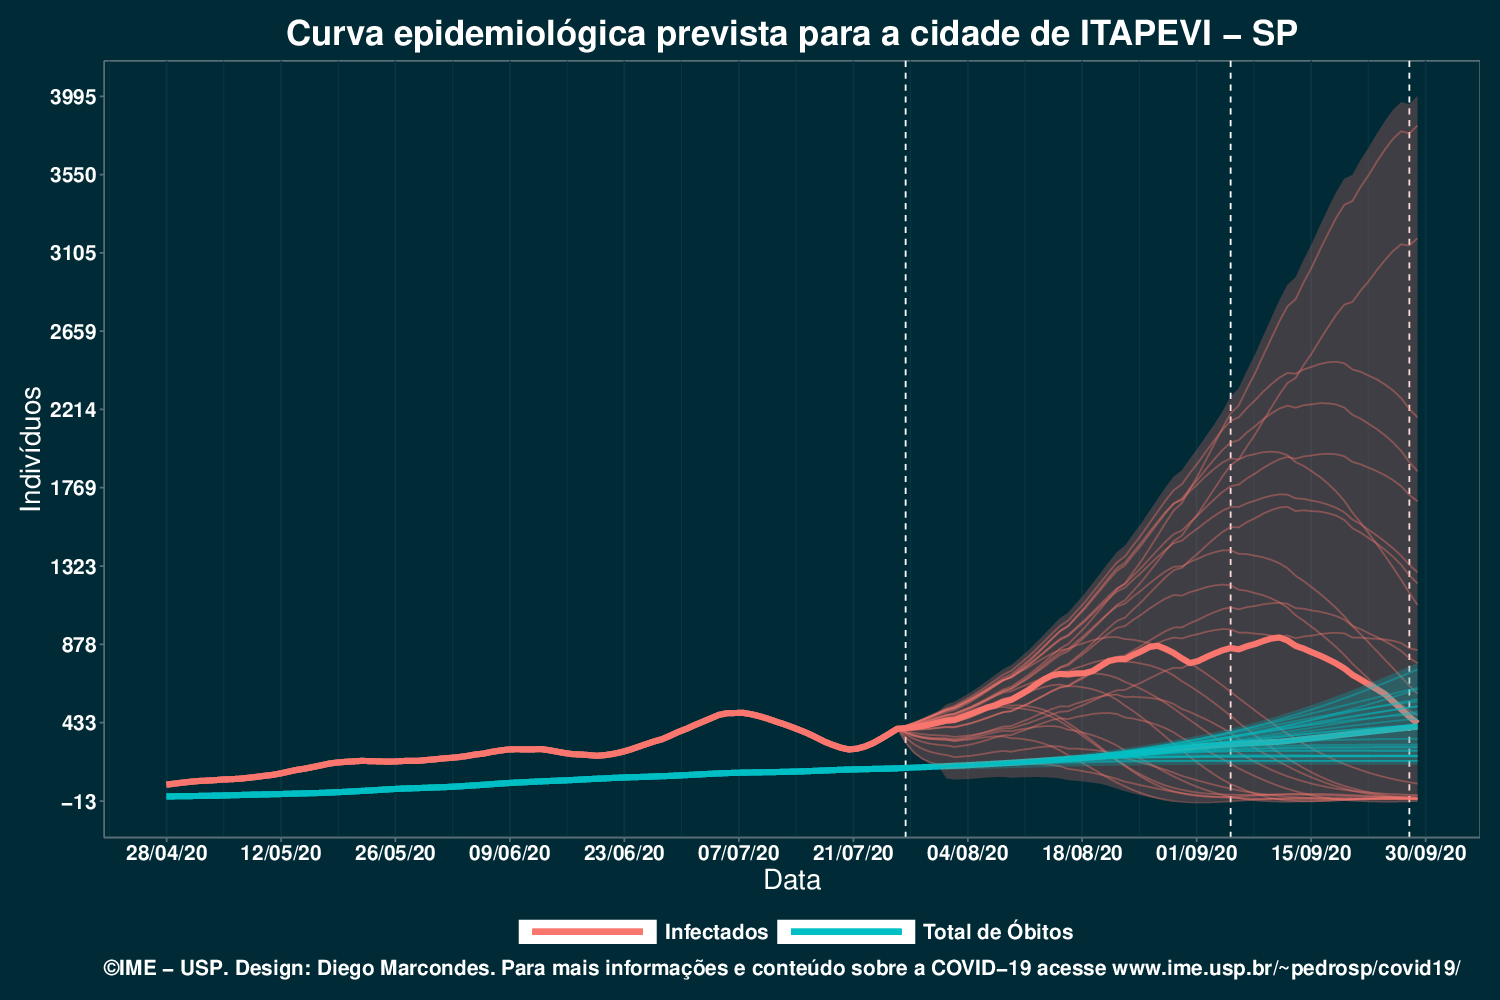 Curva epidemiológica prevista para a cidade de ITAPEVI – SP
3995
3550
3105
2659
2214
1769
1323
878
433
−13
Indivíduos
28/04/20 12/05/20 26/05/20 09/06/20 23/06/20 07/07/20 21/07/20 04/08/20 18/08/20 01/09/20 15/09/20 30/09/20
Data
Infectados Total de Óbitos
©IME – USP. Design: Diego Marcondes. Para mais informações e conteúdo sobre a COVID−19 acesse www.ime.usp.br/~pedrosp/covid19/